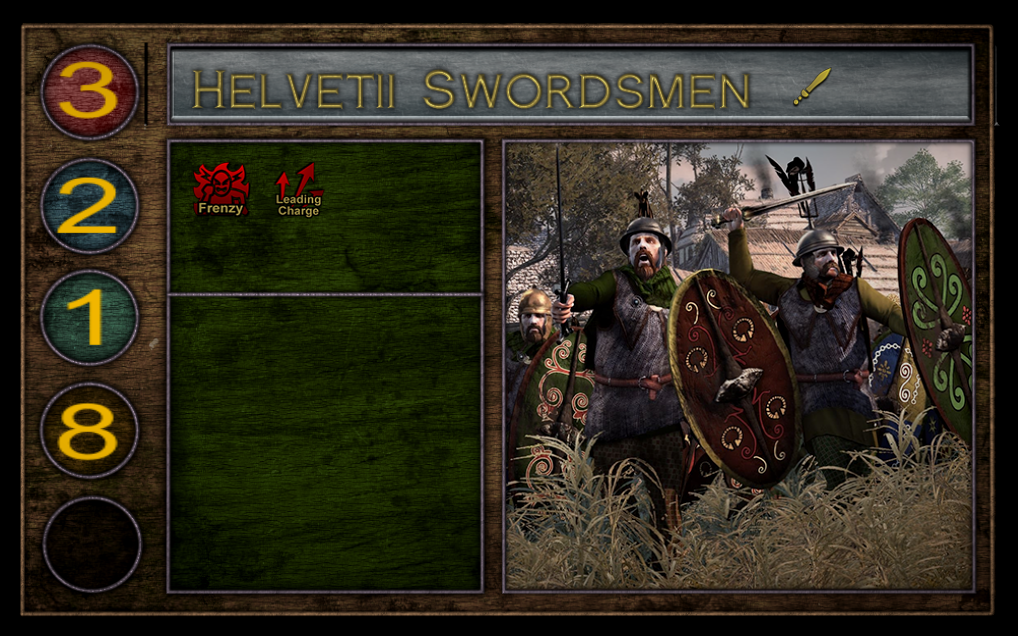 3
Helvetii Swordsmen
2
Frenzy
Leading
Charge
1
8